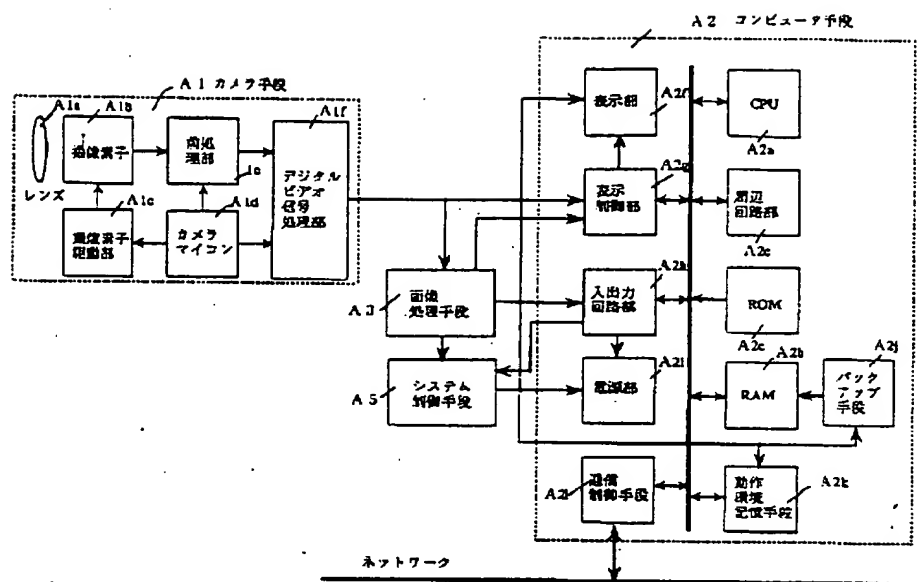 A2 コンピュータ手段
A1 カメラ手段
A1a
A1b
A1f
撮像素子
前処
理部
レンズ
A1c
A1d
デジタル
ビデオ
信号
処理部
撮像素子
駆動部
カメラ
マイコン
表示部
A2f
CPU
A2a
表示
制御部
周辺
回路部
A3
画像
処理手段
入出力
回路部
A2h
ROM
A2c
A5
システム
制御手段
電源部
A2i
A2b
RAM
A2j
バック
アップ
手段
通信
制御手段
動作
環境
記憶手段
A2k
ネットワーク